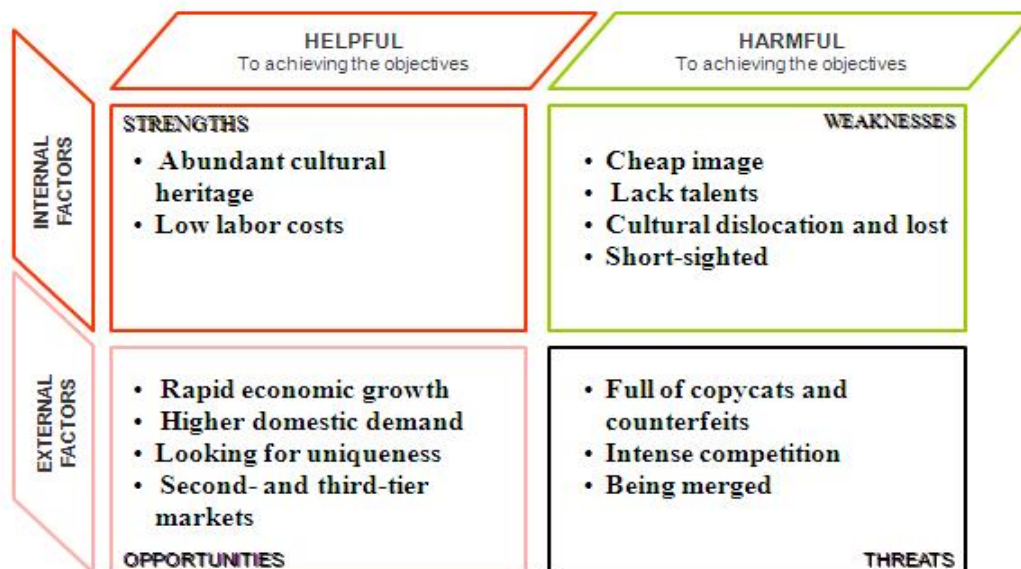 HELPFUL
To achieving the objectives
HARMFUL
To achieving the objectives
INTERNAL
FACTORS
STRENGTHS
• Abundant cultural
heritage
• Low labor costs
WEAKNESSES
• Cheap image
• Lack talents
• Cultural dislocation and lost
• Short-sighted
EXTERNAL
FACTORS
• Rapid economic growth
• Higher domestic demand
• Looking for uniqueness
• Second- and third-tier
markets
OPPORTUNITIES
• Full of copycats and
counterfeits
• Intense competition
• Being merged
THREATS